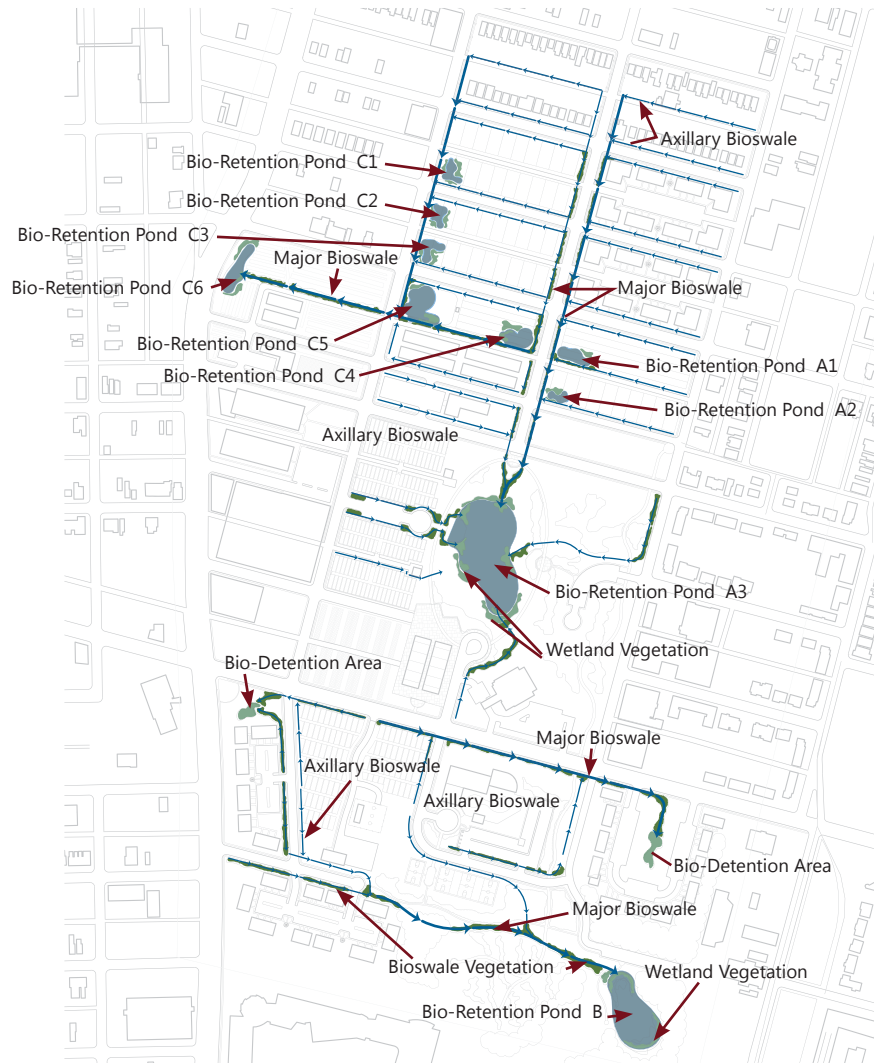 Axillary Bioswale
Bio-Retention Pond C1
Bio-Retention Pond C2
Bio-Retention Pond C3
Major Bioswale
Bio-Retention Pond C6
Major Bioswale
Bio-Retention Pond C5
Bio-Retention Pond A1
Bio-Retention Pond C4
Bio-Retention Pond A2
Axillary Bioswale
Bio-Retention Pond A3
Wetland Vegetation
Bio-Detention Area
Major Bioswale
Axillary Bioswale
Axillary Bioswale
Bio-Detention Area
Major Bioswale
Bioswale Vegetation
Wetland Vegetation
Bio-Retention Pond B